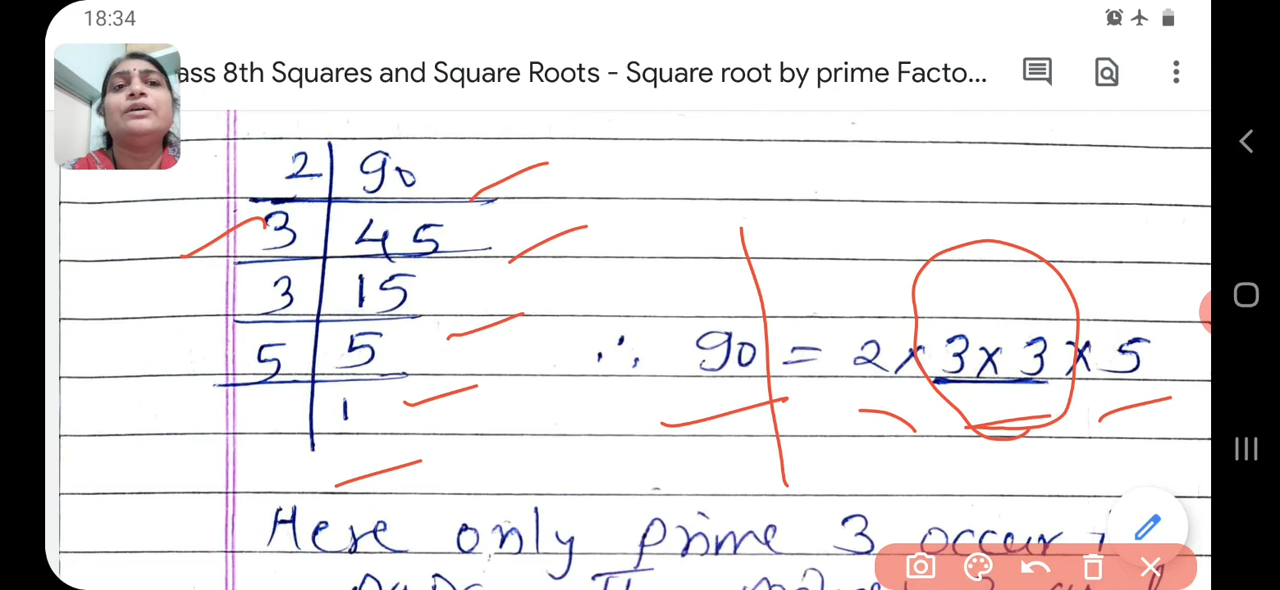 18:34
ass 8th Squares and Square Roots - Square root by prime Facto...
2 | 90
3 | 45
3 | 15
5 | 5
| 1
∴ 90 = 2 × 3 × 3 × 5
Here only prime 3 occur